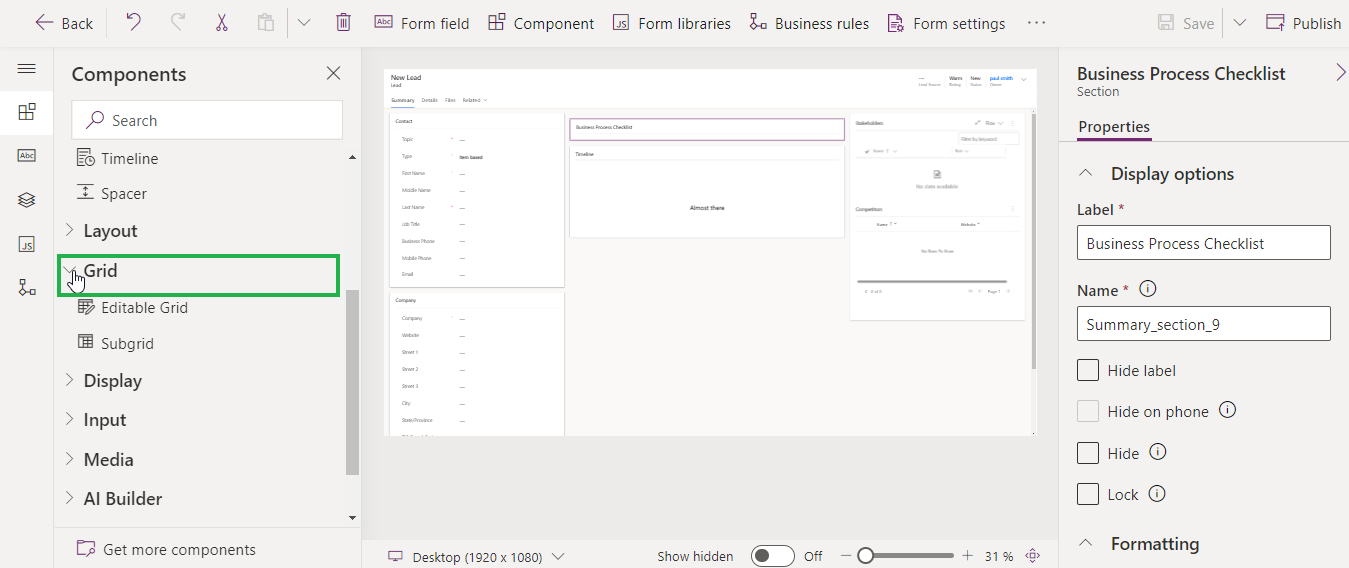 Back
Form field
Component
Form libraries
Business rules
Form settings
Save
Publish
Components
Search
Timeline
Spacer
Layout
Grid
Editable Grid
Subgrid
Display
Input
Media
AI Builder
Get more components
New Lead
Lead
Warm
Rating
New
Status
paul smith
Owner
Lead Source
Summary Details Files Related
Contact
Topic * ---
Type Item based
First Name ---
Middle Name ---
Last Name * ---
Job Title ---
Business Phone ---
Mobile Phone ---
Email ---
Company
Company ---
Website ---
Street 1 ---
Street 2 ---
Street 3 ---
City ---
State/Province ---
Business Process Checklist
Timeline
Almost there
Stakeholders
Flow
Filter by keyword
Name
No data available
Competitors
Name
Website
No Rows To Show
Page 1
Desktop (1920 x 1080)
Show hidden
Off
31 %
Business Process Checklist
Section
Properties
Display options
Label *
Business Process Checklist
Name *
Summary_section_9
Hide label
Hide on phone
Hide
Lock
Formatting
Abc
JS